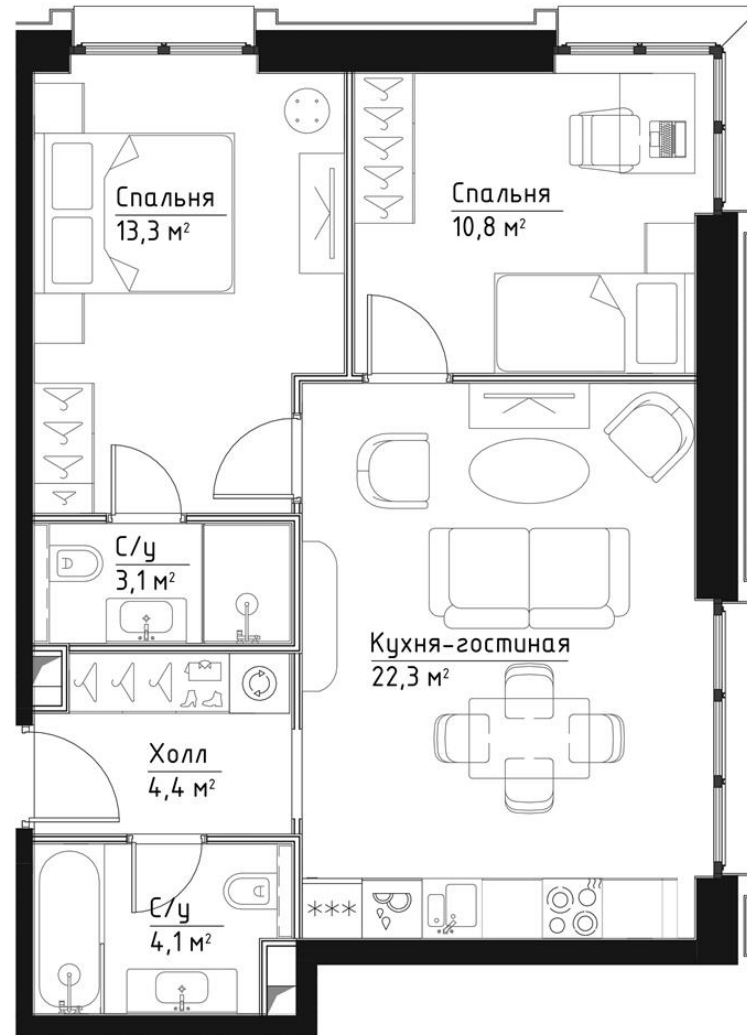 Спальня
13,3 м²
Спальня
10,8 м²
С/у
3,1 м²
Кухня-гостиная
22,3 м²
Холл
4,4 м²
С/у
4,1 м²
***